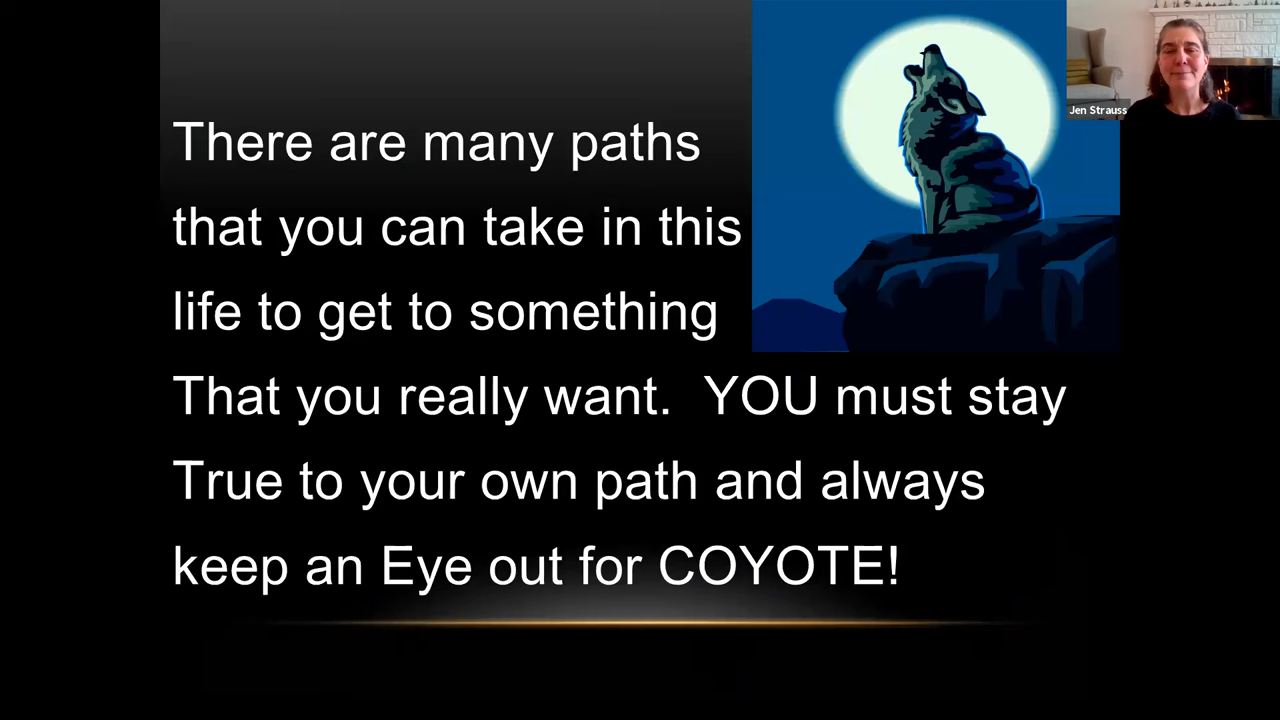 There are many paths
that you can take in this
life to get to something
That you really want.  YOU must stay
True to your own path and always
keep an Eye out for COYOTE!
Jen Strauss